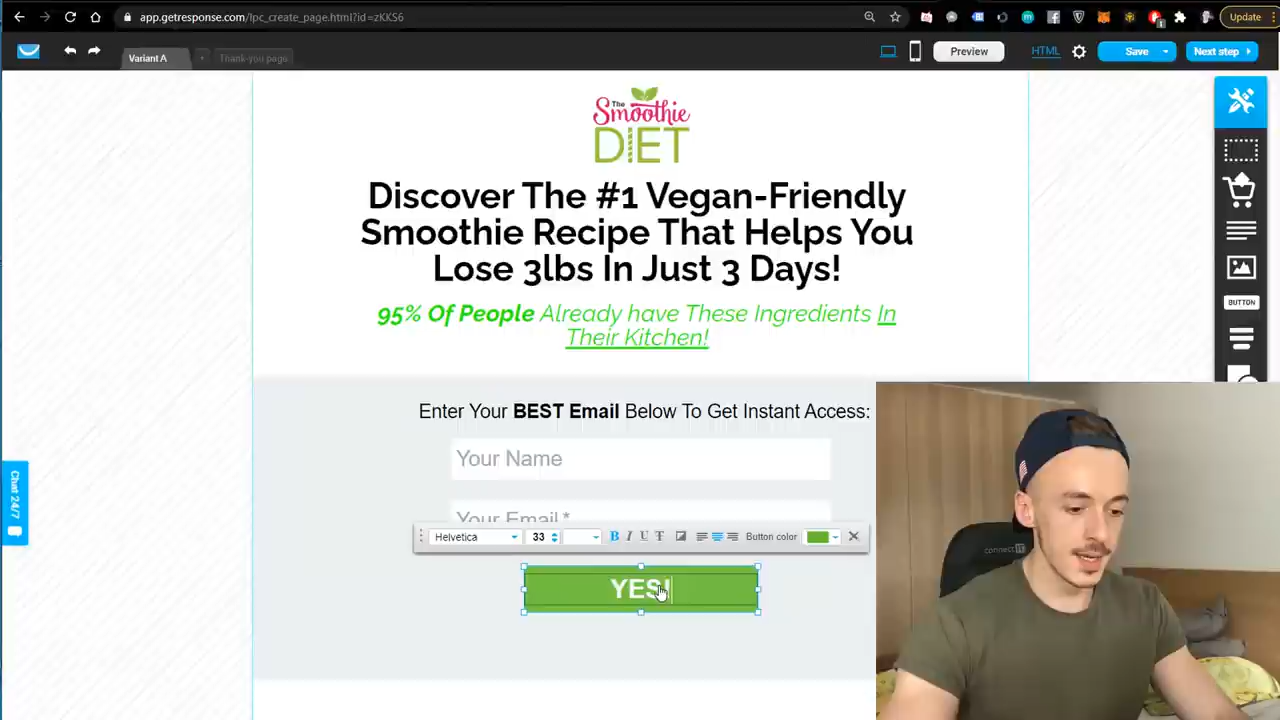 app.getresponse.com/lpc_create_page.html?id=zKKS6
Update
Variant A
Thank-you page
Preview
HTML
Save
Next step
The
Smoothie
DIET
Discover The #1 Vegan-Friendly
Smoothie Recipe That Helps You
Lose 3lbs In Just 3 Days!
95% Of People Already have These Ingredients In
Their Kitchen!
BUTTON
Enter Your BEST Email Below To Get Instant Access:
Your Name
Your Email *
Helvetica 33 B I U T Button color
YES!
Chat 24/7
connect IT